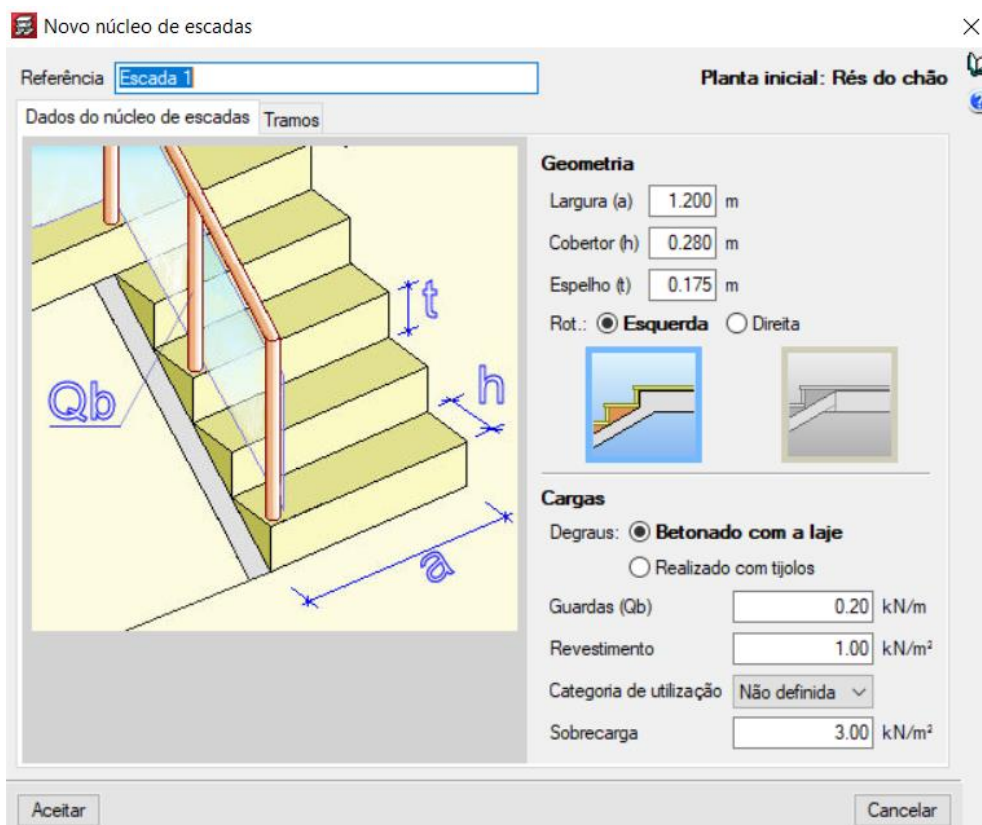 Novo núcleo de escadas
Referência Escada 1 Planta inicial: Rés do chão
Dados do núcleo de escadas Tramos
t
h
Qb
a
Geometria
Largura (a) 1.200 m
Cobertor (h) 0.280 m
Espelho (t) 0.175 m
Rot.: Esquerda Direita
Cargas
Degraus: Betonado com a laje
Realizado com tijolos
Guardas (Qb) 0.20 kN/m
Revestimento 1.00 kN/m²
Categoria de utilização Não definida
Sobrecarga 3.00 kN/m²
Aceitar Cancelar